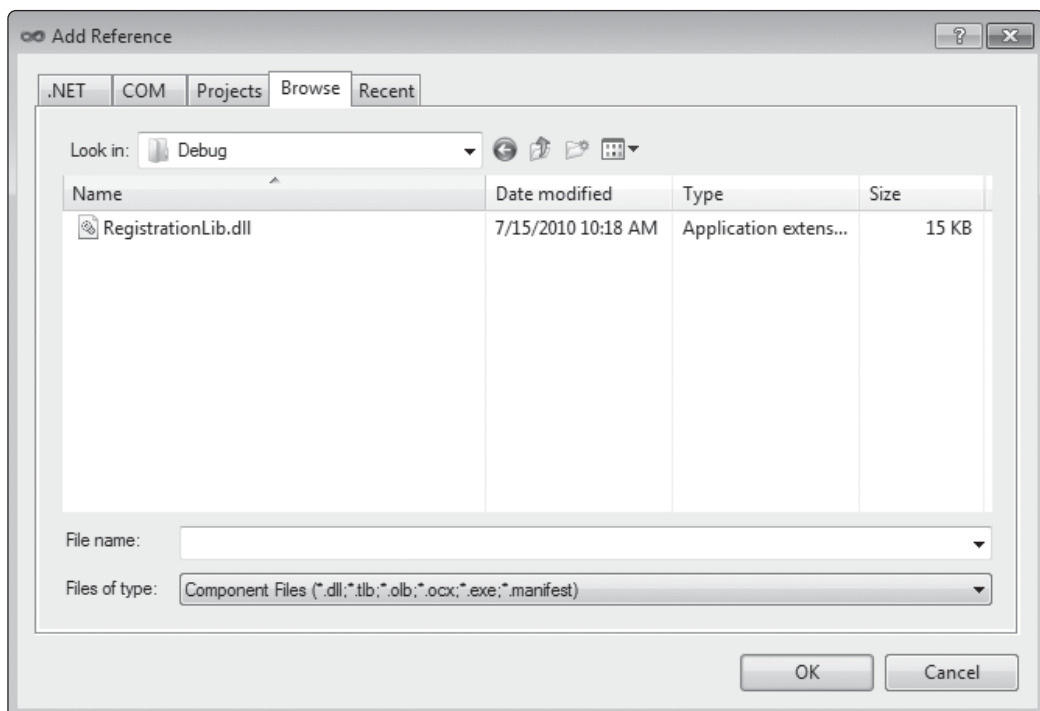 Add Reference
.NET COM Projects Browse Recent
Look in: Debug
Name Date modified Type Size
RegistrationLib.dll 7/15/2010 10:18 AM Application extens... 15 KB
File name:
Files of type: Component Files (*.dll;*.tlb;*.olb;*.ocx;*.exe;*.manifest)
OK Cancel